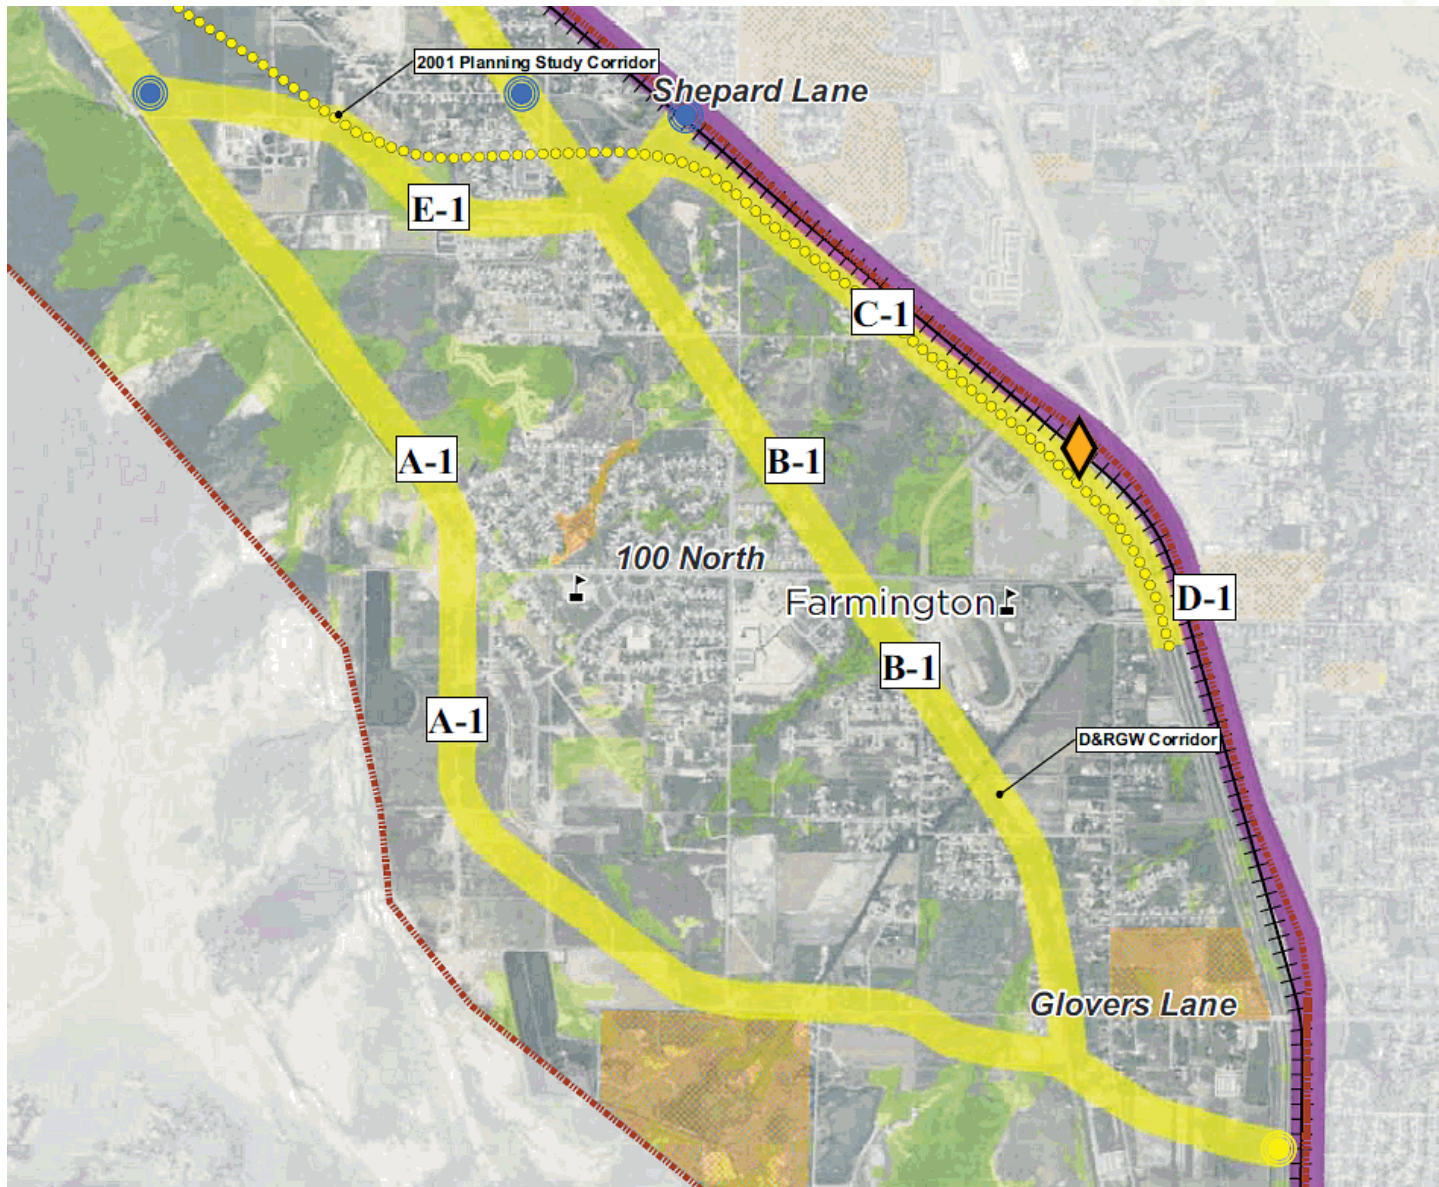 2001 Planning Study Corridor
Shepard Lane
E-1
C-1
A-1
B-1
100 North
Farmington
D-1
B-1
A-1
D&RGW Corridor
Glovers Lane